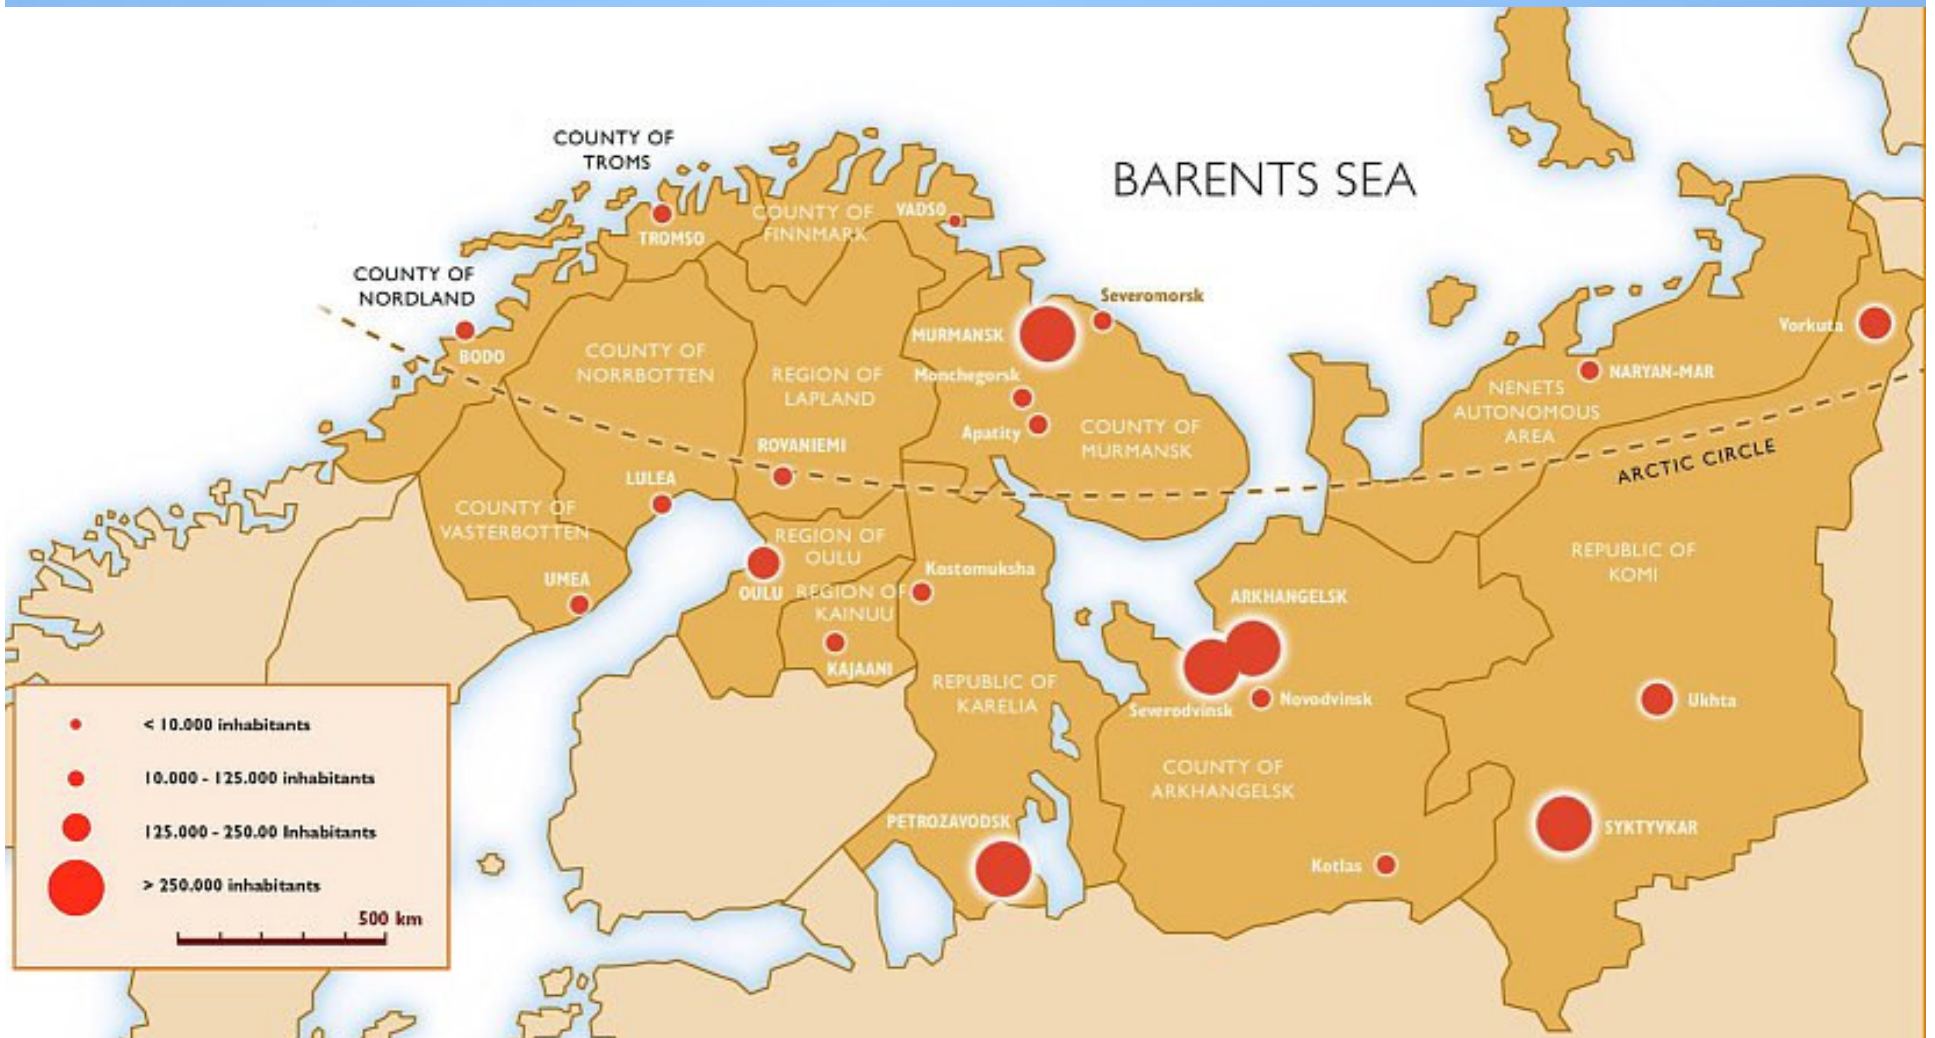 COUNTY OF
TROMS
BARENTS SEA
COUNTY OF
FINNMARK
VADSO
TROMSO
COUNTY OF
NORDLAND
BODO
Severomorsk
MURMANSK
Vorkuta
COUNTY OF
NORRBOTTEN
REGION OF
LAPLAND
Monchegorsk
NARYAN-MAR
NENETS
AUTONOMOUS
AREA
Apatity
COUNTY OF
MURMANSK
ROVANIEMI
ARCTIC CIRCLE
LULEA
COUNTY OF
VASTERBOTTEN
REGION OF
OULU
REPUBLIC OF
KOMI
Kostomuksha
UMEA
OULU
REGION OF
KAINUU
ARKHANGELSK
KAJAANI
REPUBLIC OF
KARELIA
Severodvinsk
Novodvinsk
Ukhta
COUNTY OF
ARKHANGELSK
PETROZAVODSK
SYKTYVKAR
Kotlas
< 10.000 inhabitants
10.000 - 125.000 inhabitants
125.000 - 250.00 Inhabitants
> 250.000 inhabitants
500 km